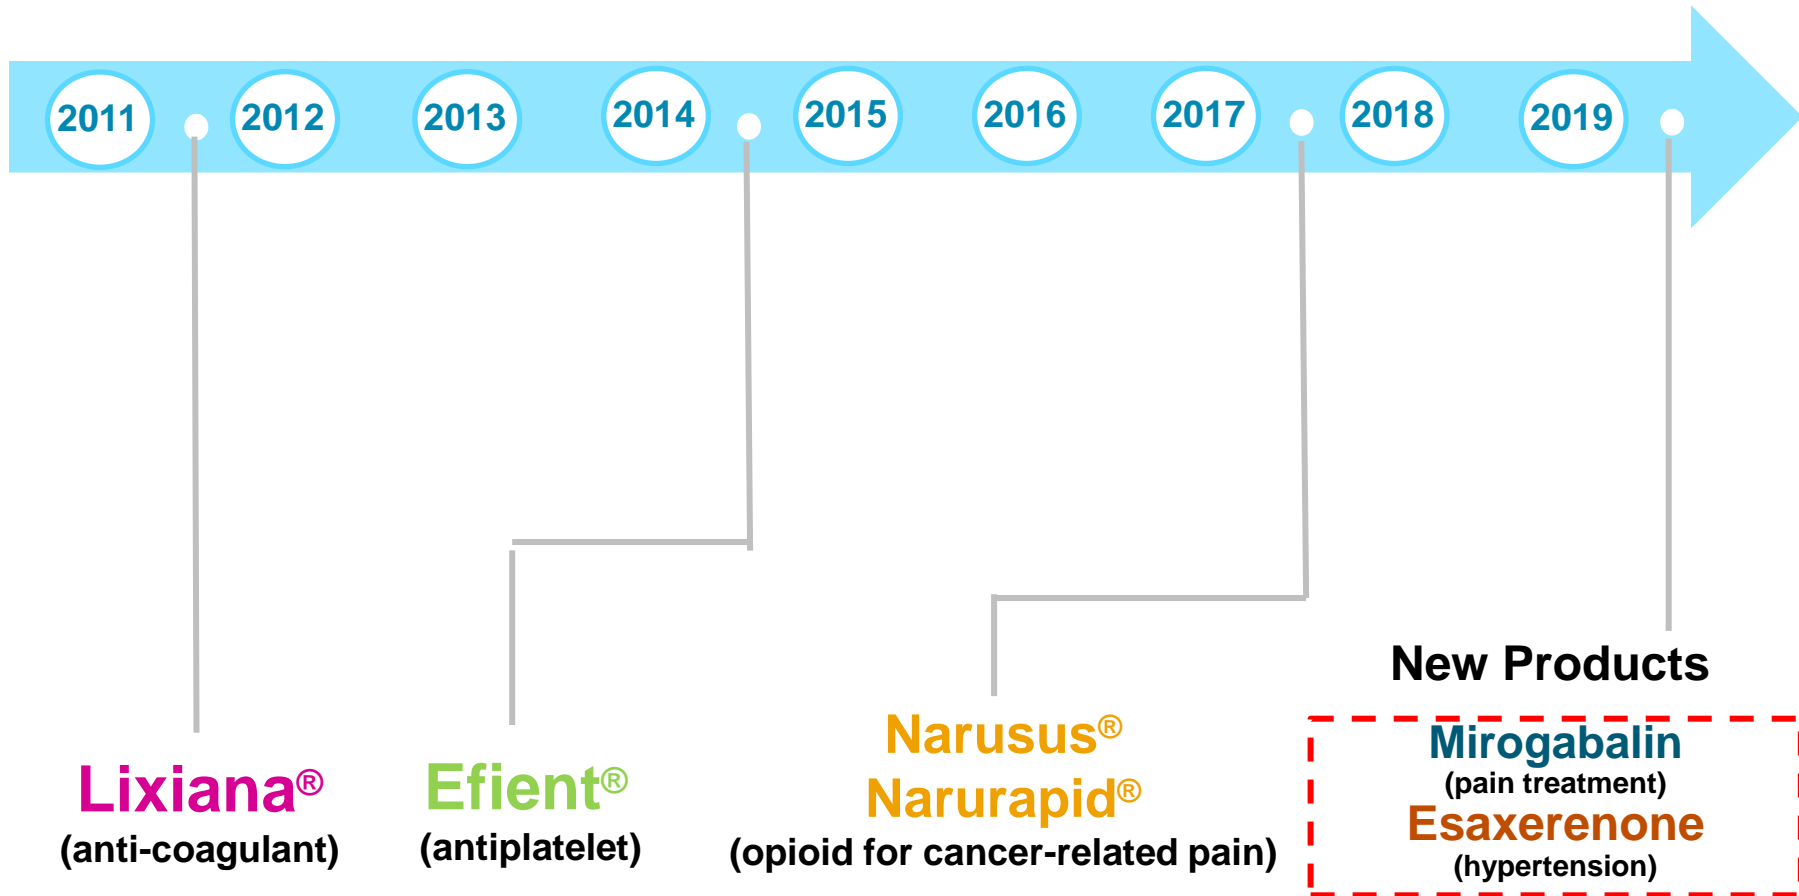 2011 2012 2013 2014 2015 2016 2017 2018 2019
Lixiana®
(anti-coagulant)
Efient®
(antiplatelet)
Narusus®
Narurapid®
(opioid for cancer-related pain)
New Products
Mirogabalin
(pain treatment)
Esaxerenone
(hypertension)